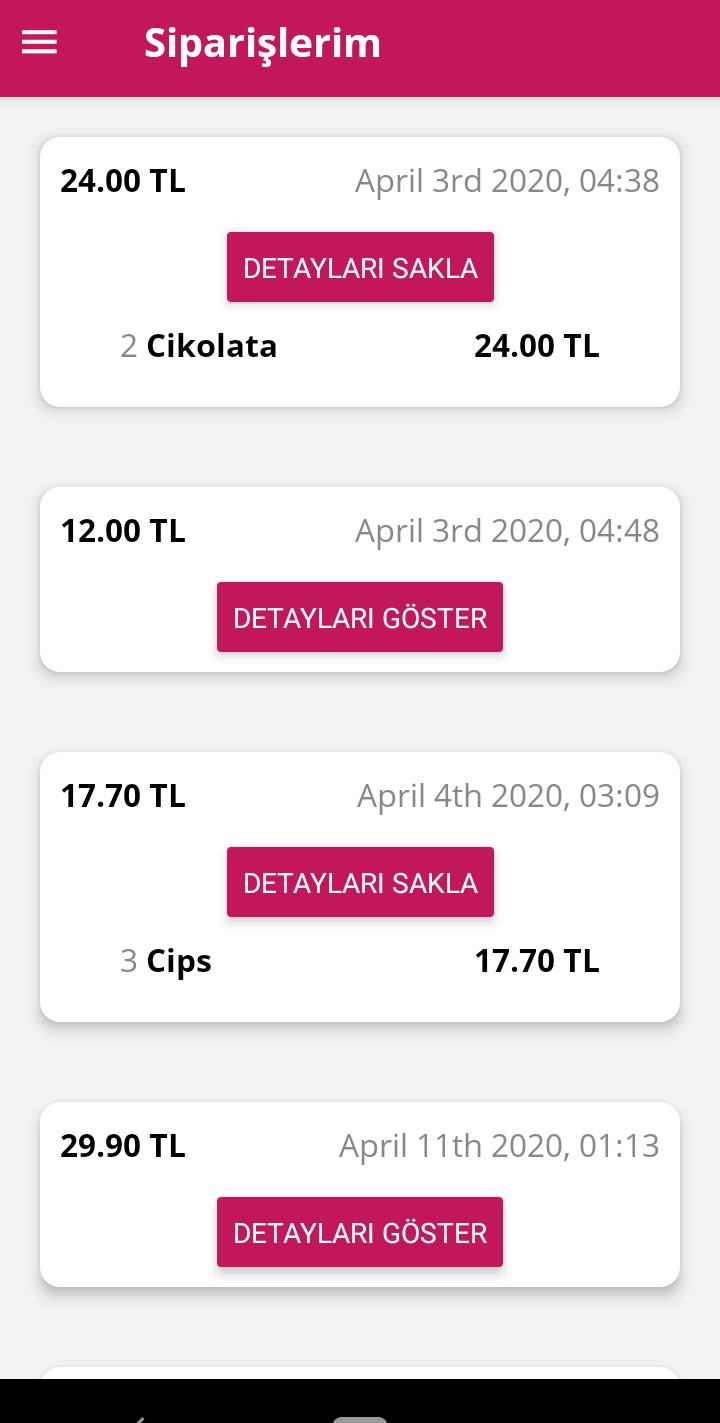 Siparişlerim
24.00 TL April 3rd 2020, 04:38
DETAYLARI SAKLA
2 Cikolata 24.00 TL
12.00 TL April 3rd 2020, 04:48
DETAYLARI GÖSTER
17.70 TL April 4th 2020, 03:09
DETAYLARI SAKLA
3 Cips 17.70 TL
29.90 TL April 11th 2020, 01:13
DETAYLARI GÖSTER